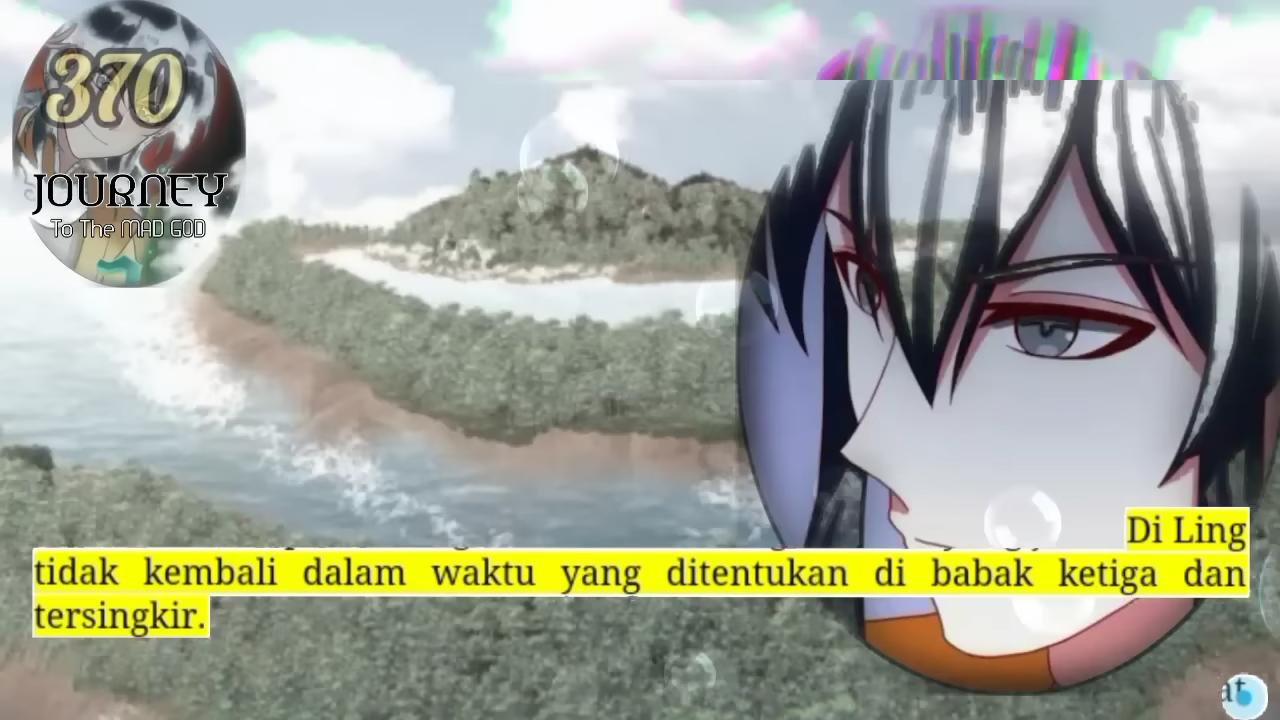 370
JOURNEY
To The MAD GOD
Di Ling
tidak kembali dalam waktu yang ditentukan di babak ketiga dan
tersingkir.